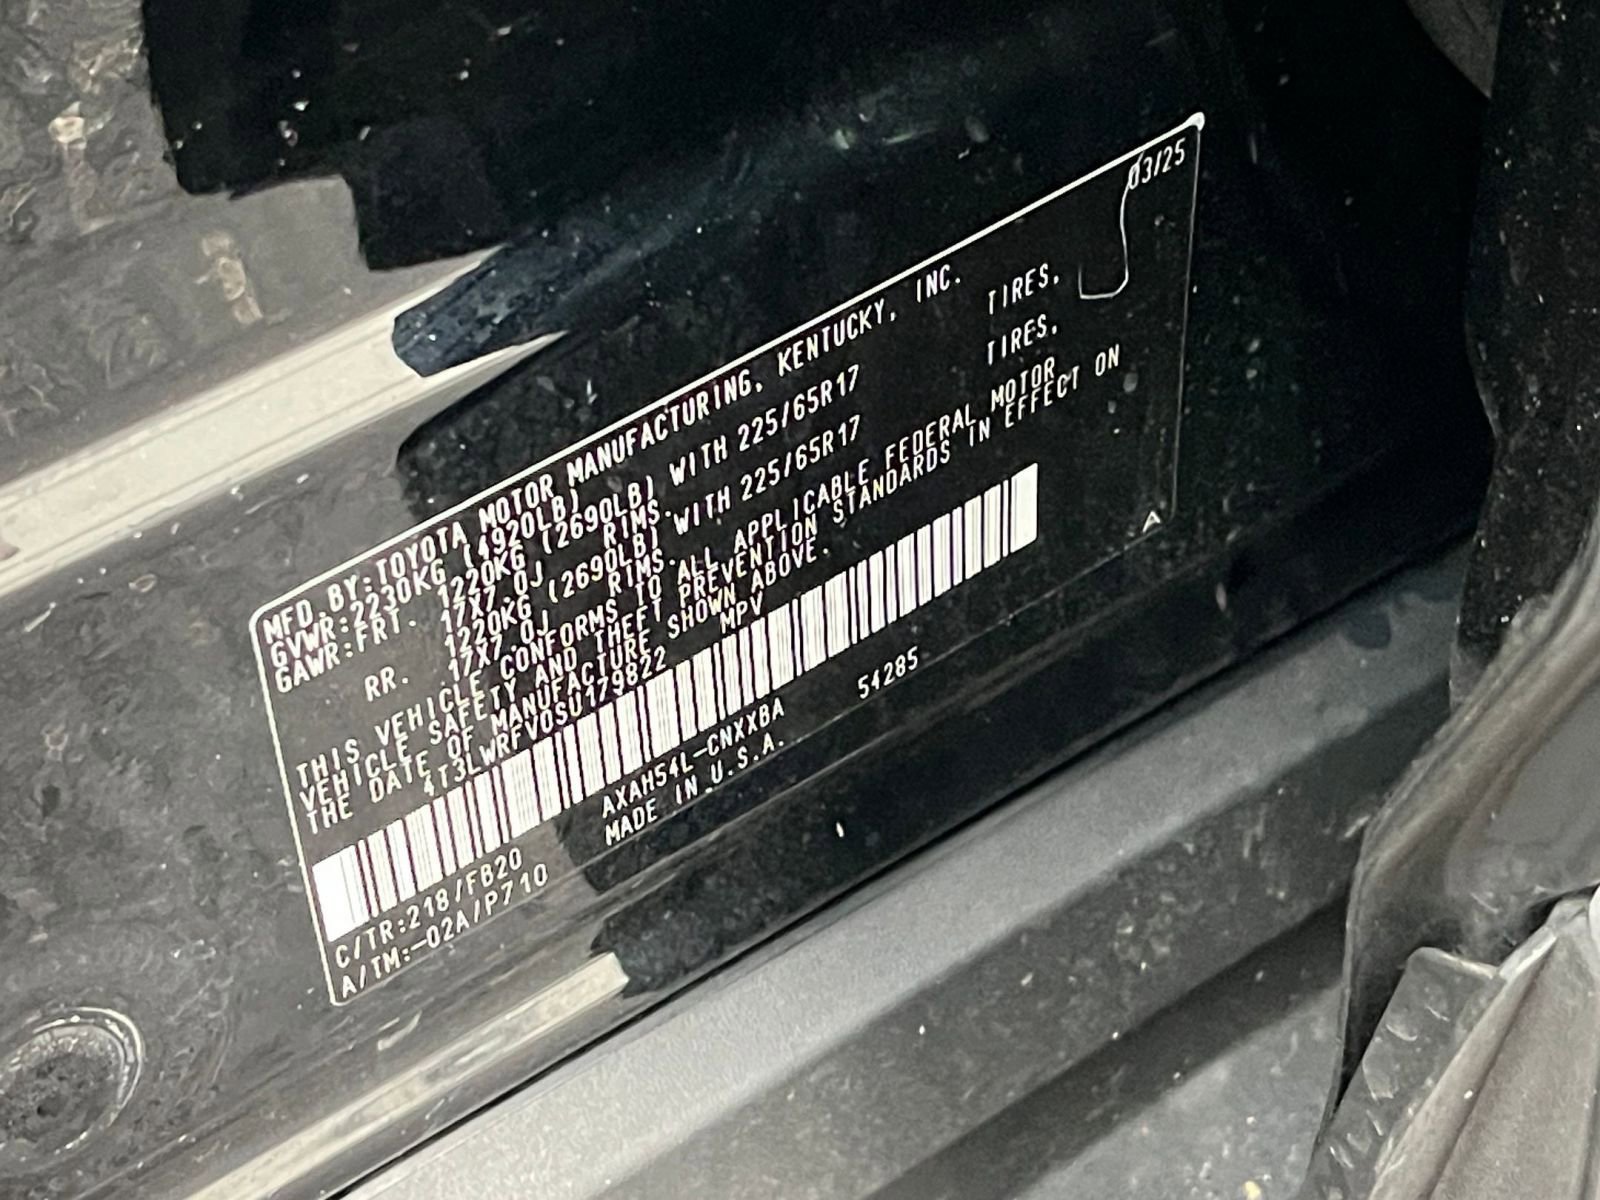 03/25
MFD. BY:TOYOTA MOTOR MANUFACTURING, KENTUCKY, INC.
GVWR:2230KG (4920LB)
GAWR:FRT. 1220KG (2690LB) WITH 225/65R17 TIRES,
17X7.0J RIMS.
RR. 1220KG (2690LB) WITH 225/65R17 TIRES,
17X7.0J RIMS.
THIS VEHICLE CONFORMS TO ALL APPLICABLE FEDERAL MOTOR
VEHICLE SAFETY AND THEFT PREVENTION STANDARDS IN EFFECT ON
THE DATE OF MANUFACTURE SHOWN ABOVE.
4T3LWRFV0SU179822 MPV
C/TR:218/FB20 AXAH54L-CNXXBA 54285
A/TM:-02A/P710 MADE IN U.S.A.
A